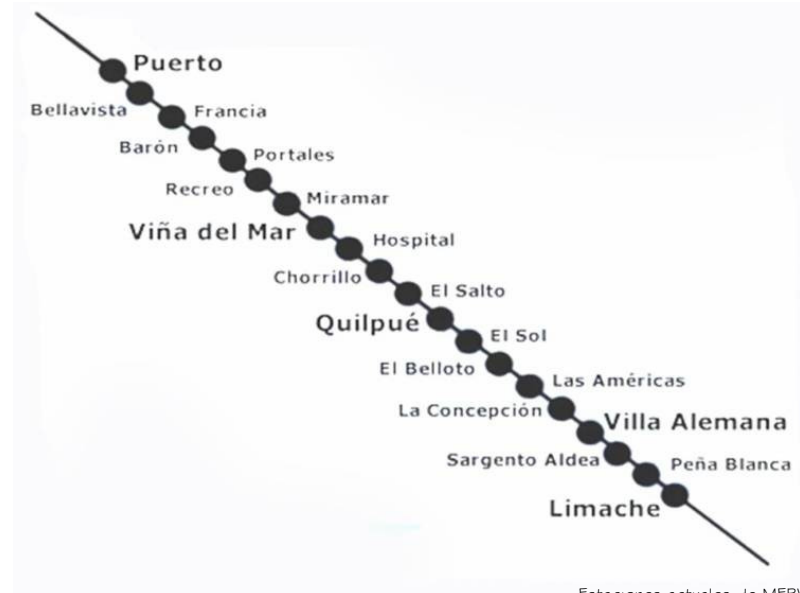 Puerto
Bellavista
Francia
Barón
Portales
Recreo
Miramar
Viña del Mar
Hospital
Chorrillo
El Salto
Quilpué
El Sol
El Belloto
Las Américas
La Concepción
Villa Alemana
Sargento Aldea
Peña Blanca
Limache